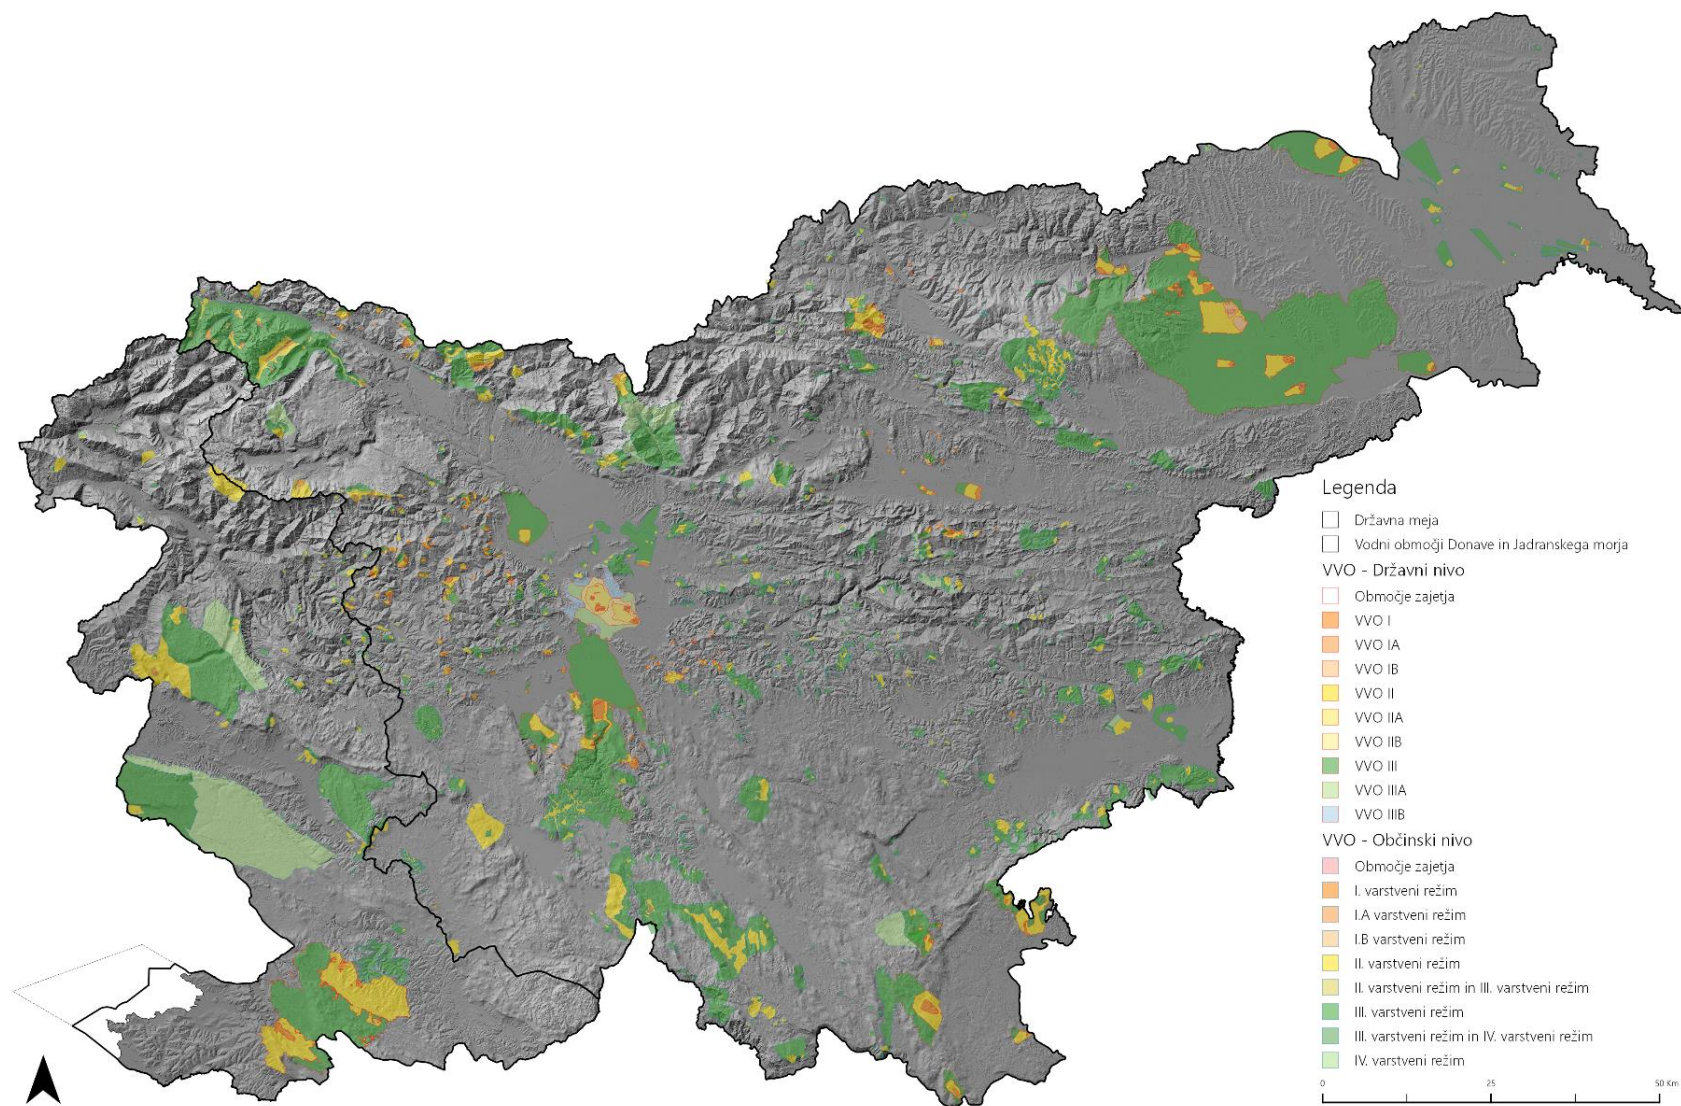 Legenda
Državna meja
Vodni območji Donave in Jadranskega morja
VVO - Državni nivo
Območje zajetja
VVO I
VVO IA
VVO IB
VVO II
VVO IIA
VVO IIB
VVO III
VVO IIIA
VVO IIIB
VVO - Občinski nivo
Območje zajetja
I. varstveni režim
I.A varstveni režim
I.B varstveni režim
II. varstveni režim
II. varstveni režim in III. varstveni režim
III. varstveni režim
III. varstveni režim in IV. varstveni režim
IV. varstveni režim
0 25 50 Km